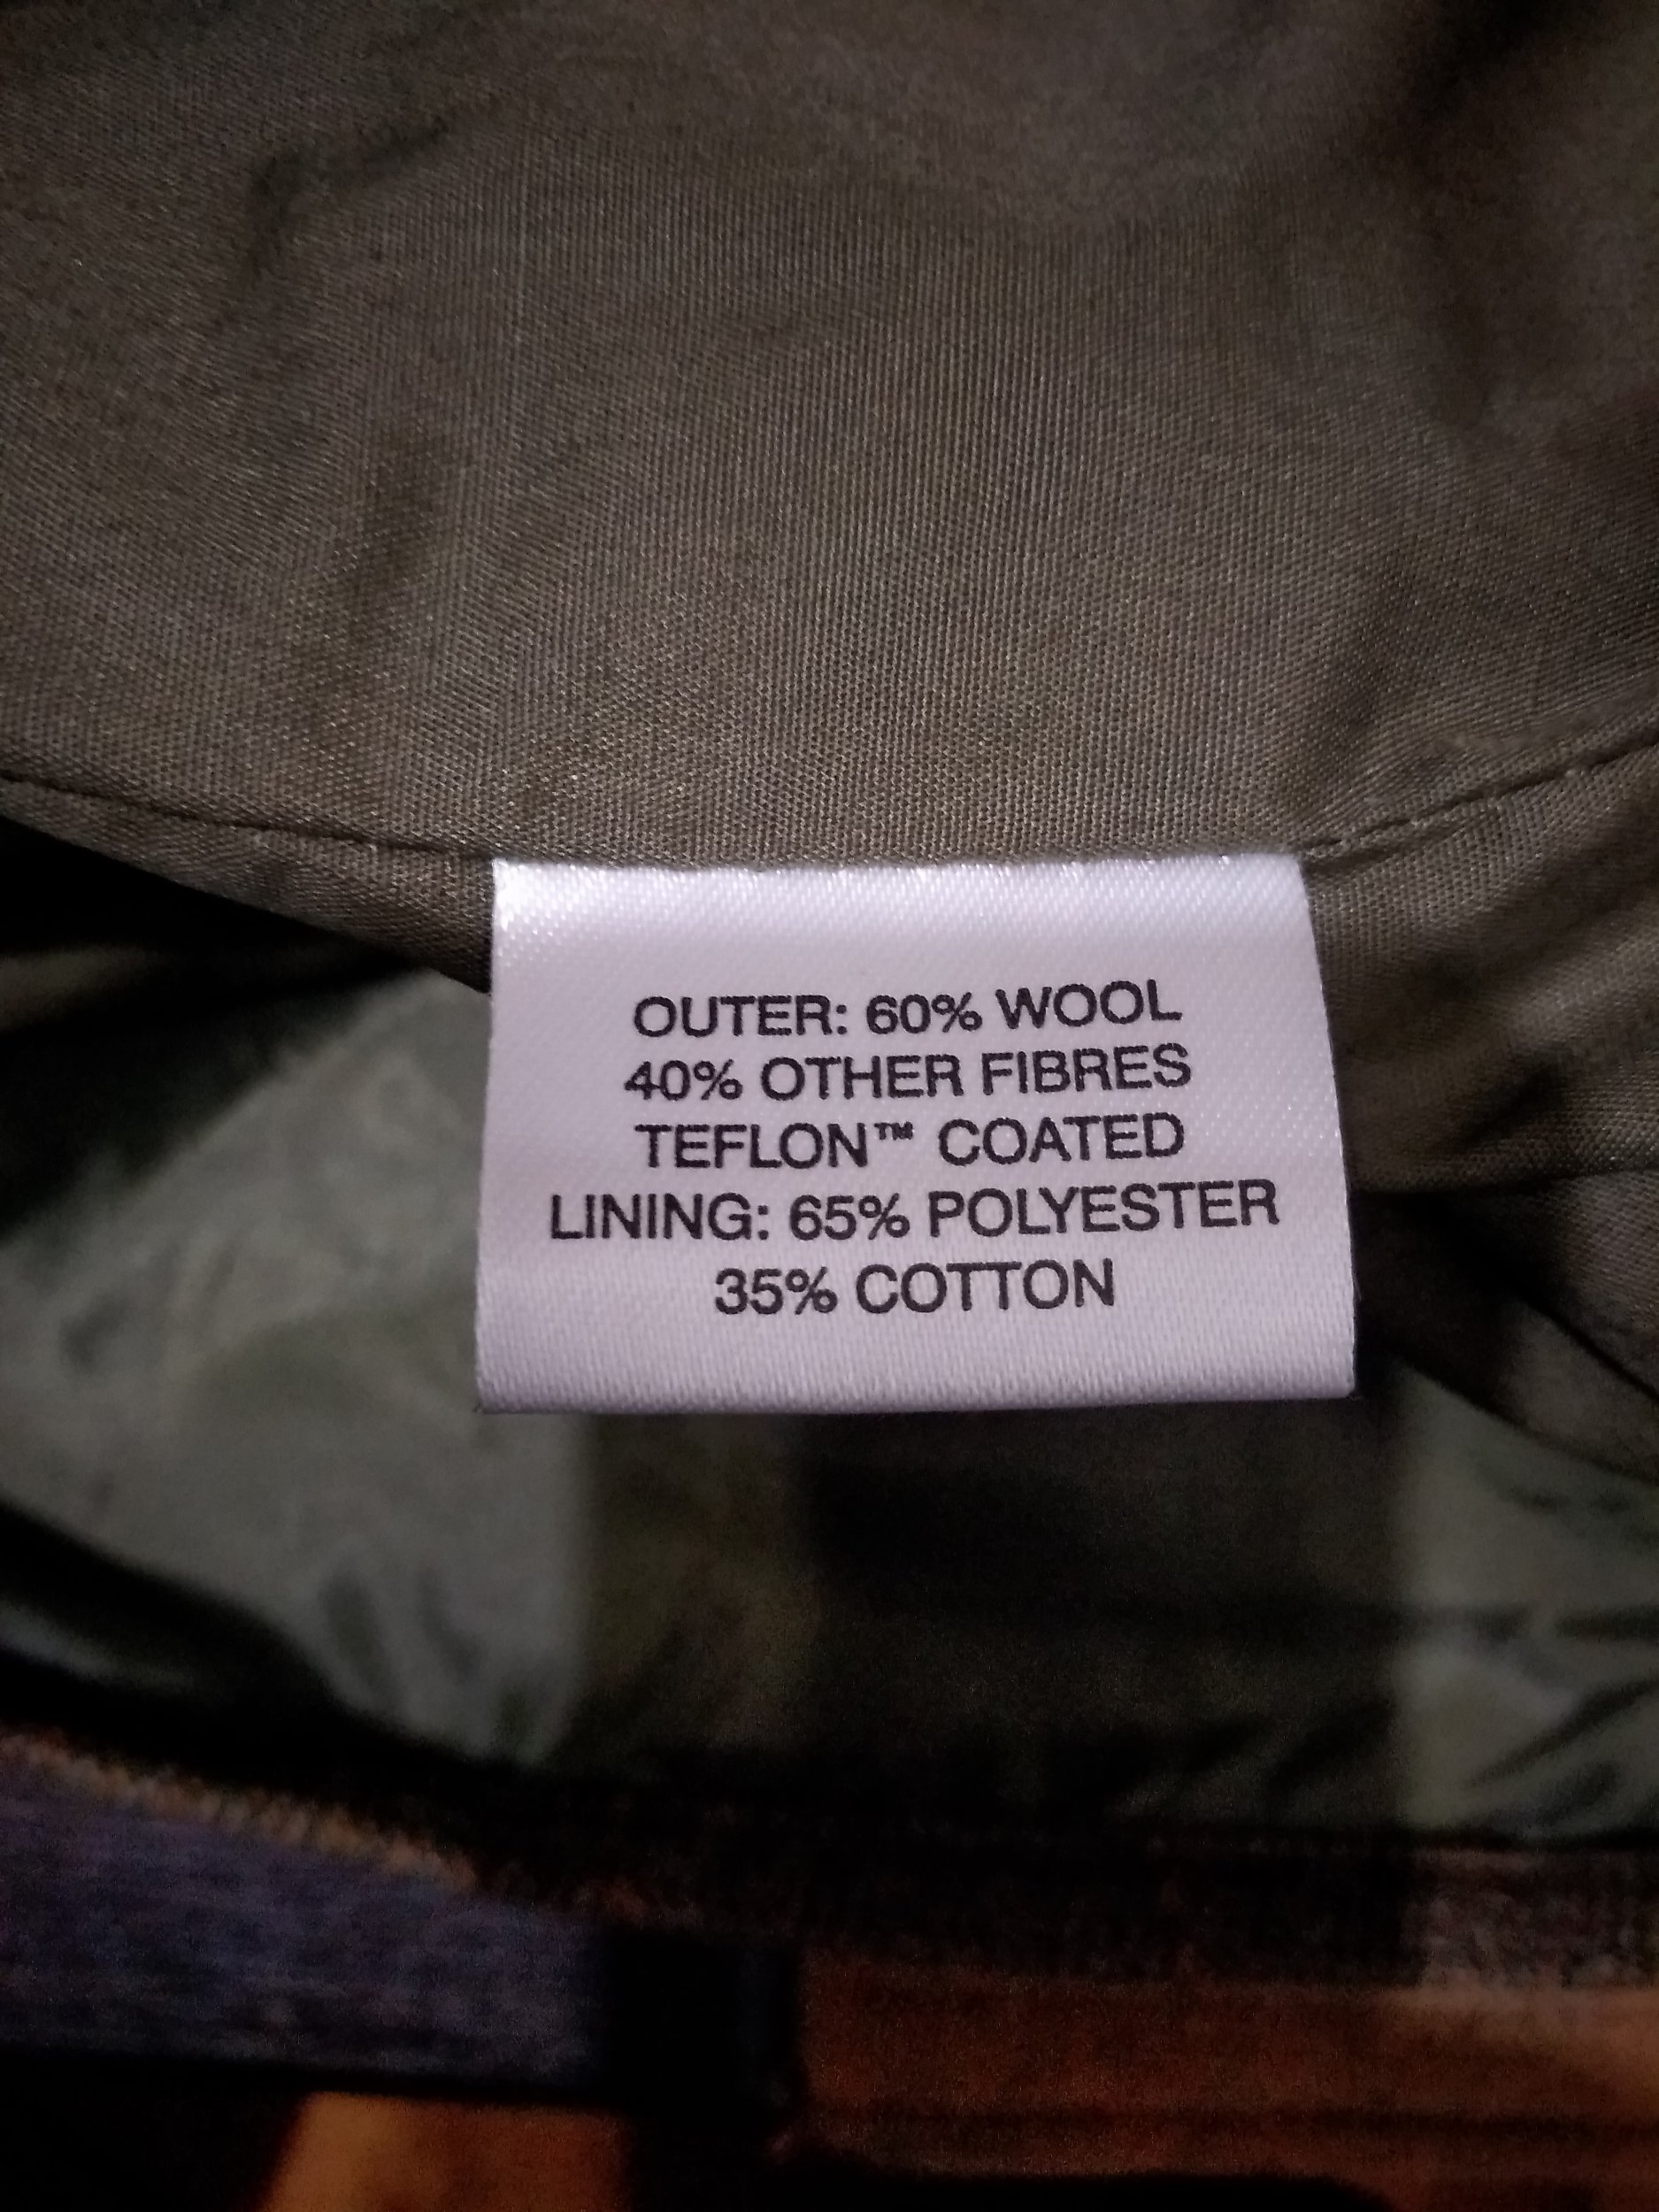 OUTER: 60% WOOL
40% OTHER FIBRES
TEFLON™ COATED
LINING: 65% POLYESTER
35% COTTON